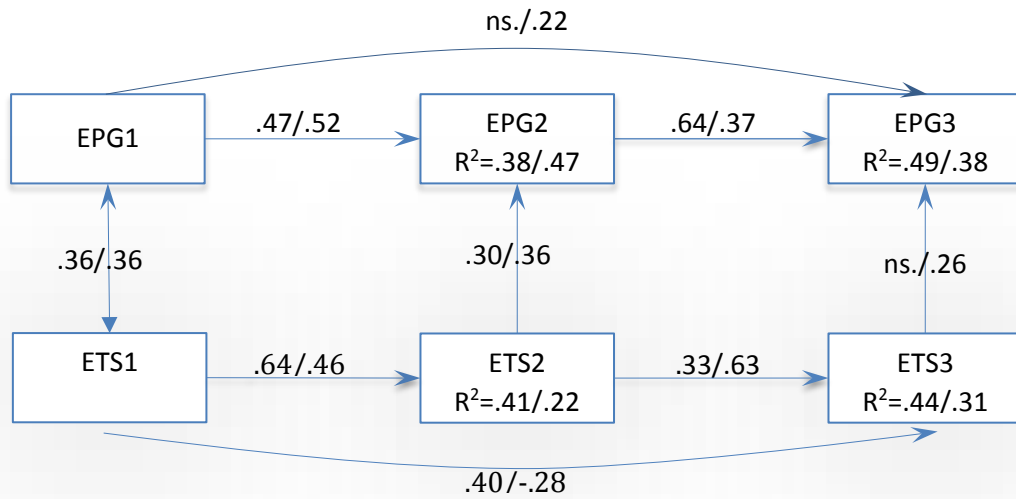 ns./.22
EPG1
.47/.52
EPG2
R²=.38/.47
.64/.37
EPG3
R²=.49/.38
.36/.36
.30/.36
ns./.26
ETS1
.64/.46
ETS2
R²=.41/.22
.33/.63
ETS3
R²=.44/.31
.40/-.28